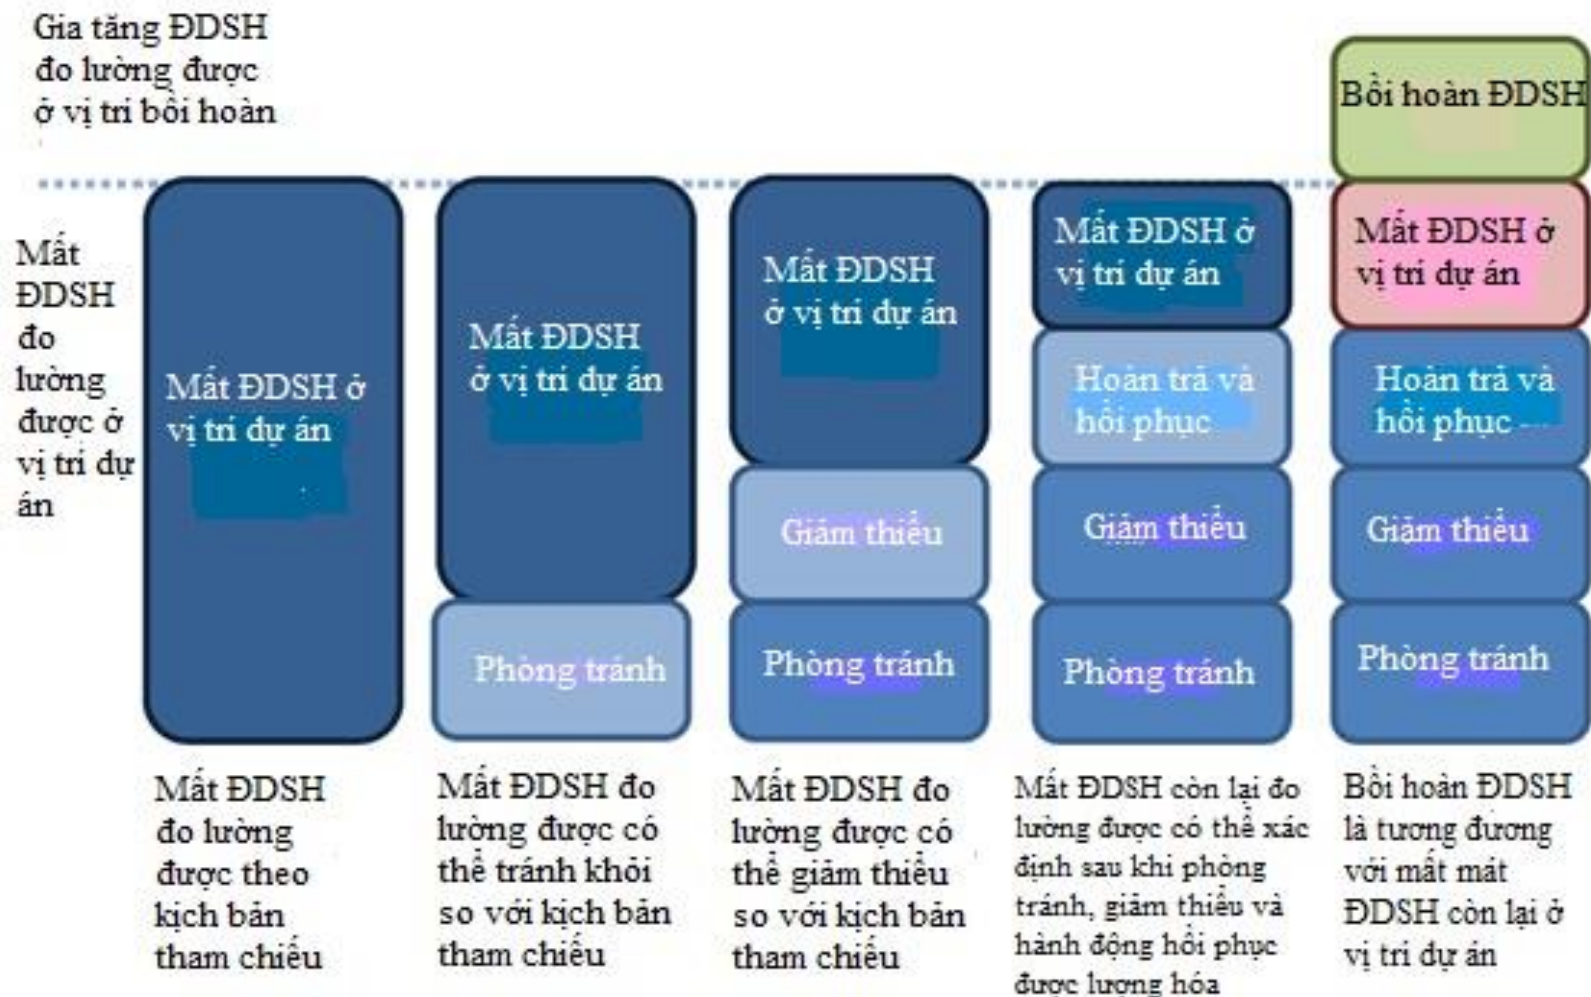 Gia tăng ĐDSH
đo lường được
ở vị trí bồi hoàn
Mất
ĐDSH
đo
lường
được ở
vị trí dự
án
Mất ĐDSH ở
vị trí dự án
Mất ĐDSH
ở vị trí dự án
Phòng tránh
Mất ĐDSH
ở vị trí dự án
Giảm thiểu
Phòng tránh
Mất ĐDSH ở
vị trí dự án
Hoàn trả và
hồi phục
Giảm thiểu
Phòng tránh
Bồi hoàn ĐDSH
Mất ĐDSH ở
vị trí dự án
Hoàn trả và
hồi phục
Giảm thiểu
Phòng tránh
Mất ĐDSH
đo lường
được theo
kịch bản
tham chiếu
Mất ĐDSH đo
lường được có
thể tránh khỏi
so với kịch bản
tham chiếu
Mất ĐDSH đo
lường được có
thể giảm thiểu
so với kịch bản
tham chiếu
Mất ĐDSH còn lại đo
lường được có thể xác
định sau khi phòng
tránh, giảm thiểu và
hành động hồi phục
được lượng hóa
Bồi hoàn ĐDSH
là tương đương
với mất mát
ĐDSH còn lại ở
vị trí dự án